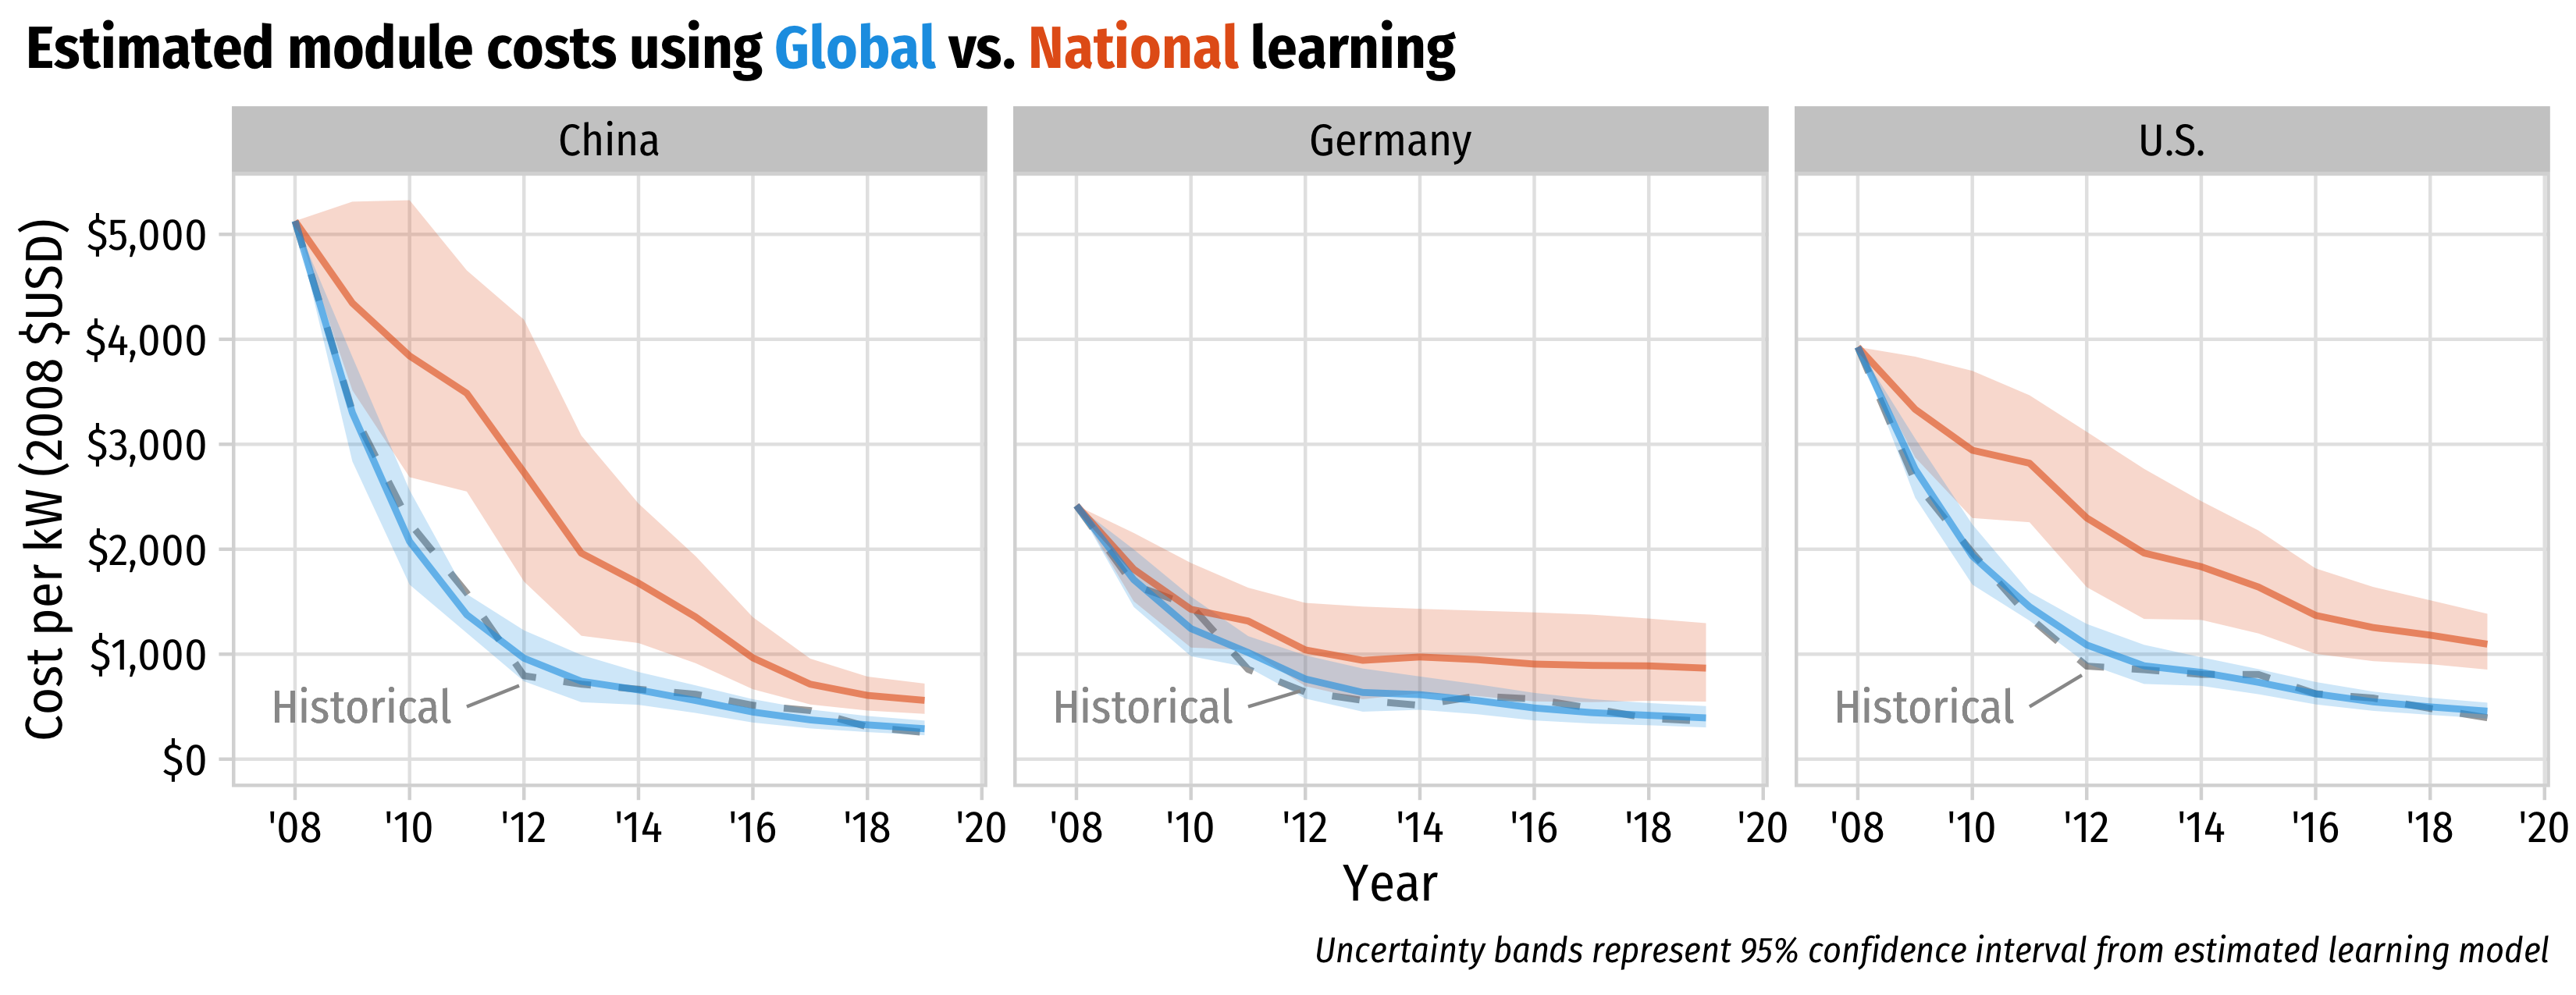 Estimated module costs using Global vs. National learning
China
Germany
U.S.
Cost per kW (2008 $USD)
$5,000
$4,000
$3,000
$2,000
$1,000
$0
Historical
Historical
Historical
'08 '10 '12 '14 '16 '18 '20
'08 '10 '12 '14 '16 '18 '20
'08 '10 '12 '14 '16 '18 '20
Year
Uncertainty bands represent 95% confidence interval from estimated learning model